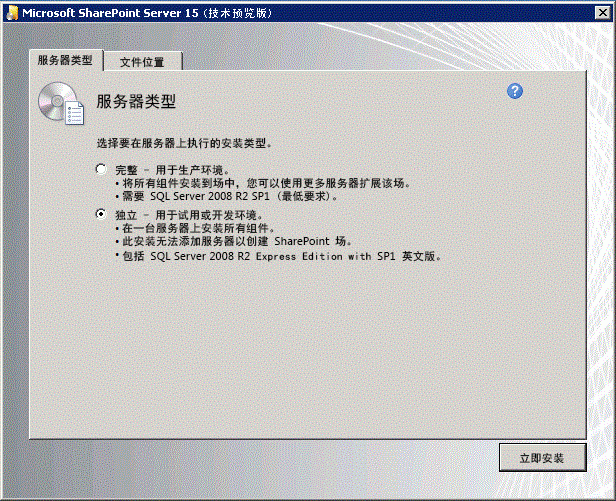 Microsoft SharePoint Server 15 (技术预览版)
服务器类型
文件位置
服务器类型
选择要在服务器上执行的安装类型。
完整 - 用于生产环境。
• 将所有组件安装到场中，您可以使用更多服务器扩展该场。
• 需要 SQL Server 2008 R2 SP1 (最低要求)。
独立 - 用于试用或开发环境。
• 在一台服务器上安装所有组件。
• 此安装无法添加服务器以创建 SharePoint 场。
• 包括 SQL Server 2008 R2 Express Edition with SP1 英文版。
立即安装